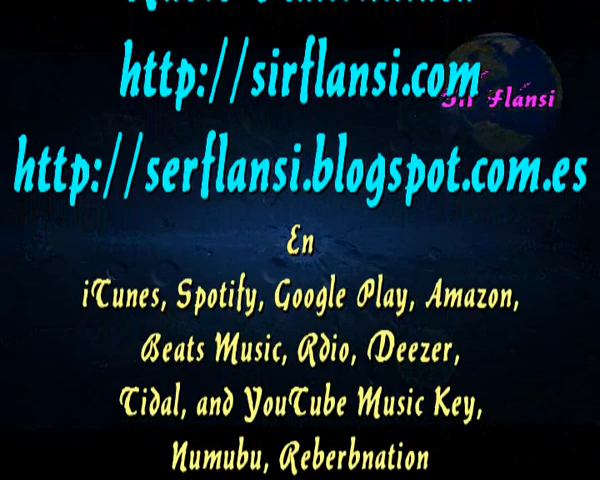 http://sirflansi.com
Sir Flansi
http://serflansi.blogspot.com.es
En
iTunes, Spotify, Google Play, Amazon,
Beats Music, Rdio, Deezer,
Tidal, and YouTube Music Key,
Numubu, Reberbnation